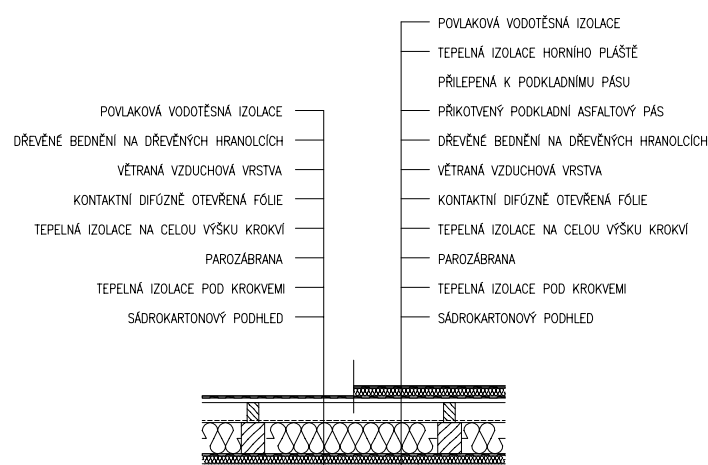 POVLAKOVÁ VODOTĚSNÁ IZOLACE
DŘEVĚNÉ BEDNĚNÍ NA DŘEVĚNÝCH HRANOLCÍCH
VĚTRANÁ VZDUCHOVÁ VRSTVA
KONTAKTNÍ DIFÚZNĚ OTEVŘENÁ FÓLIE
TEPELNÁ IZOLACE NA CELOU VÝŠKU KROKVÍ
PAROZÁBRANA
TEPELNÁ IZOLACE POD KROKVEMI
SÁDROKARTONOVÝ PODHLED
POVLAKOVÁ VODOTĚSNÁ IZOLACE
TEPELNÁ IZOLACE HORNÍHO PLÁŠTĚ
PŘILEPENÁ K PODKLADNÍMU PÁSU
PŘIKOTVENÝ PODKLADNÍ ASFALTOVÝ PÁS
DŘEVĚNÉ BEDNĚNÍ NA DŘEVĚNÝCH HRANOLCÍCH
VĚTRANÁ VZDUCHOVÁ VRSTVA
KONTAKTNÍ DIFÚZNĚ OTEVŘENÁ FÓLIE
TEPELNÁ IZOLACE NA CELOU VÝŠKU KROKVÍ
PAROZÁBRANA
TEPELNÁ IZOLACE POD KROKVEMI
SÁDROKARTONOVÝ PODHLED